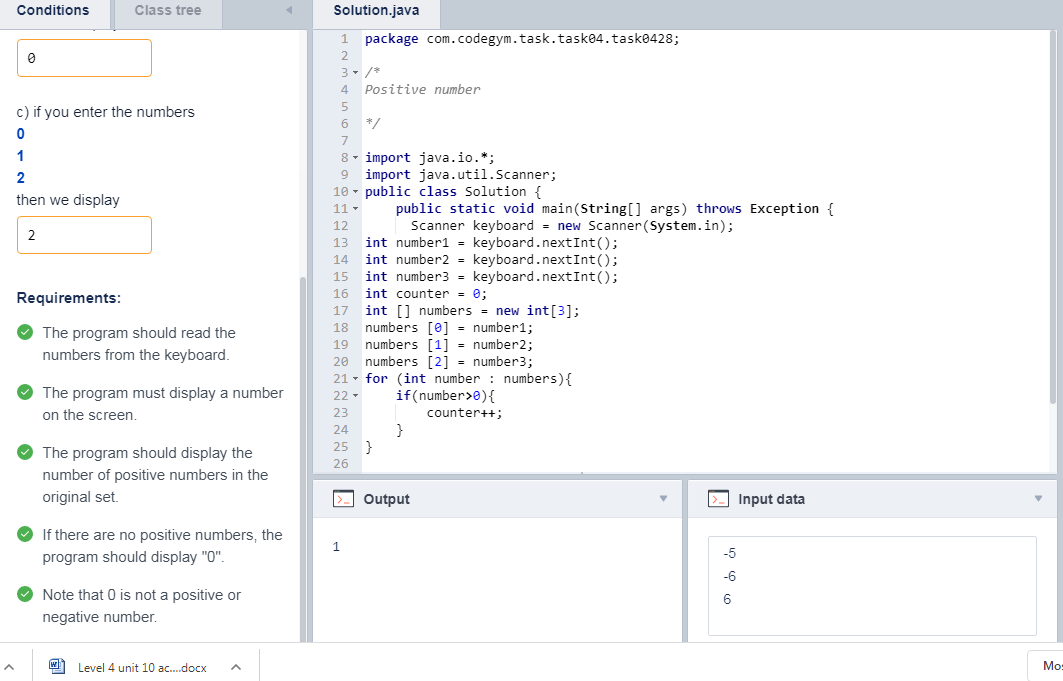 Conditions
Class tree
0
c) if you enter the numbers
0
1
2
then we display
2
Requirements:
The program should read the
numbers from the keyboard.
The program must display a number
on the screen.
The program should display the
number of positive numbers in the
original set.
If there are no positive numbers, the
program should display "0".
Note that 0 is not a positive or
negative number.
Solution.java
1 package com.codegym.task.task04.task0428;
2
3 /*
4 Positive number
5
6 */
7
8 import java.io.*;
9 import java.util.Scanner;
10 public class Solution {
11 public static void main(String[] args) throws Exception {
12 Scanner keyboard = new Scanner(System.in);
13 int number1 = keyboard.nextInt();
14 int number2 = keyboard.nextInt();
15 int number3 = keyboard.nextInt();
16 int counter = 0;
17 int [] numbers = new int[3];
18 numbers [0] = number1;
19 numbers [1] = number2;
20 numbers [2] = number3;
21 for (int number : numbers){
22 if(number>0){
23 counter++;
24 }
25 }
26
Output
1
Input data
-5
-6
6
Level 4 unit 10 ac....docx